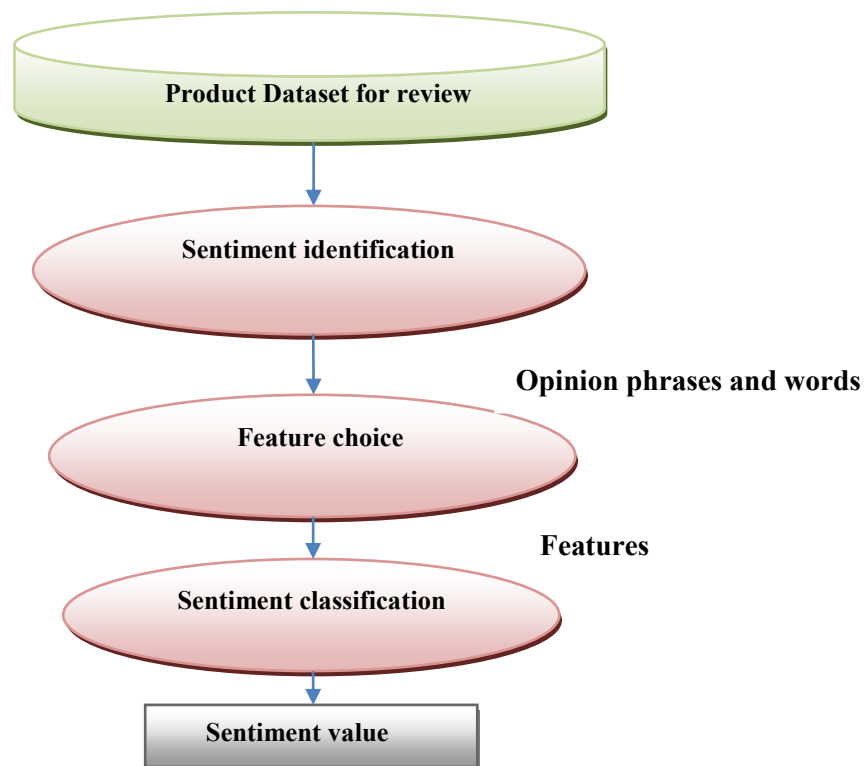 Product Dataset for review
Sentiment identification
Opinion phrases and words
Feature choice
Features
Sentiment classification
Sentiment value